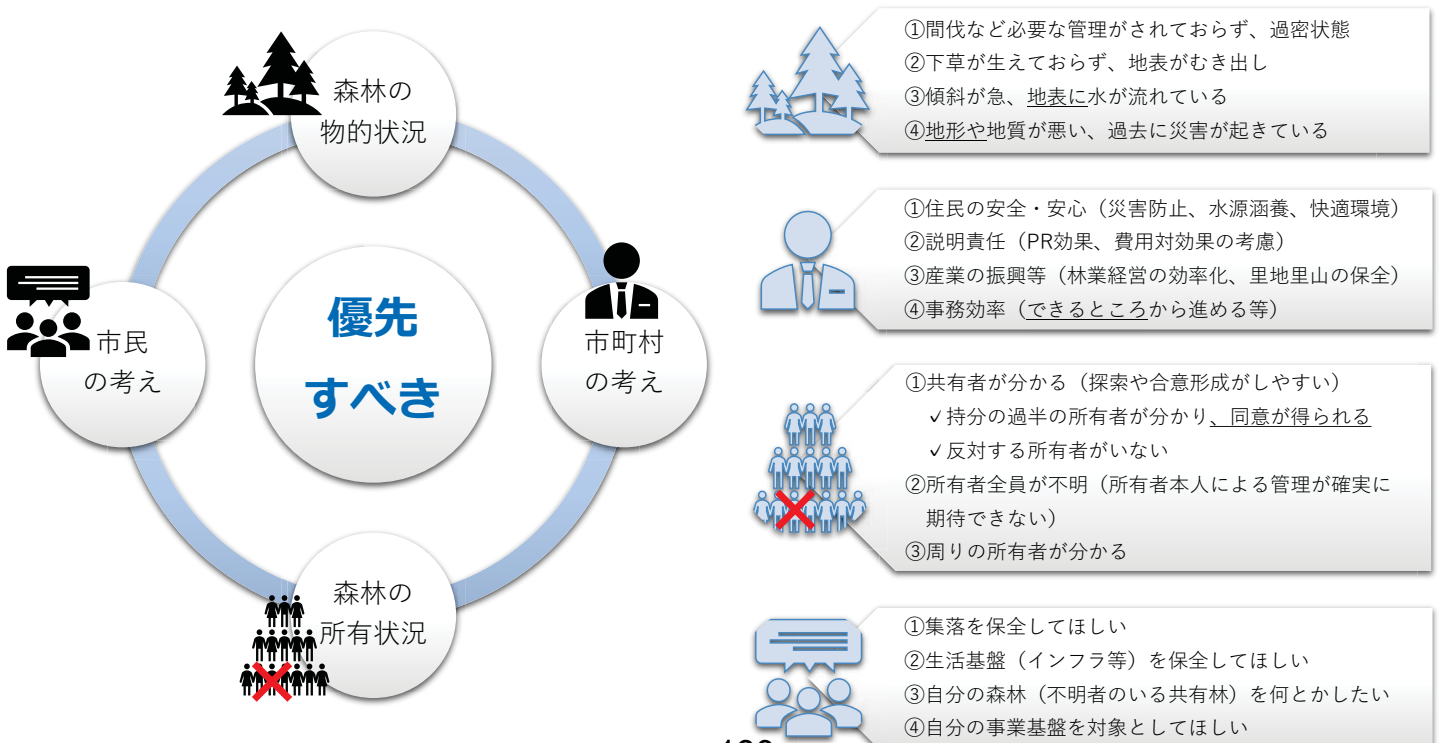 森林の
物的状況
市民
の考え
優先
すべき
市町村
の考え
森林の
所有状況
①間伐など必要な管理がされておらず、過密状態
②下草が生えておらず、地表がむき出し
③傾斜が急、地表に水が流れている
④地形や地質が悪い、過去に災害が起きている
①住民の安全・安心（災害防止、水源涵養、快適環境）
②説明責任（PR効果、費用対効果の考慮）
③産業の振興等（林業経営の効率化、里地里山の保全）
④事務効率（できるところから進める等）
①共有者が分かる（探索や合意形成がしやすい）
✓持分の過半の所有者が分かり、同意が得られる
✓反対する所有者がいない
②所有者全員が不明（所有者本人による管理が確実に
期待できない）
③周りの所有者が分かる
①集落を保全してほしい
②生活基盤（インフラ等）を保全してほしい
③自分の森林（不明者のいる共有林）を何とかしたい
④自分の事業基盤を対象としてほしい